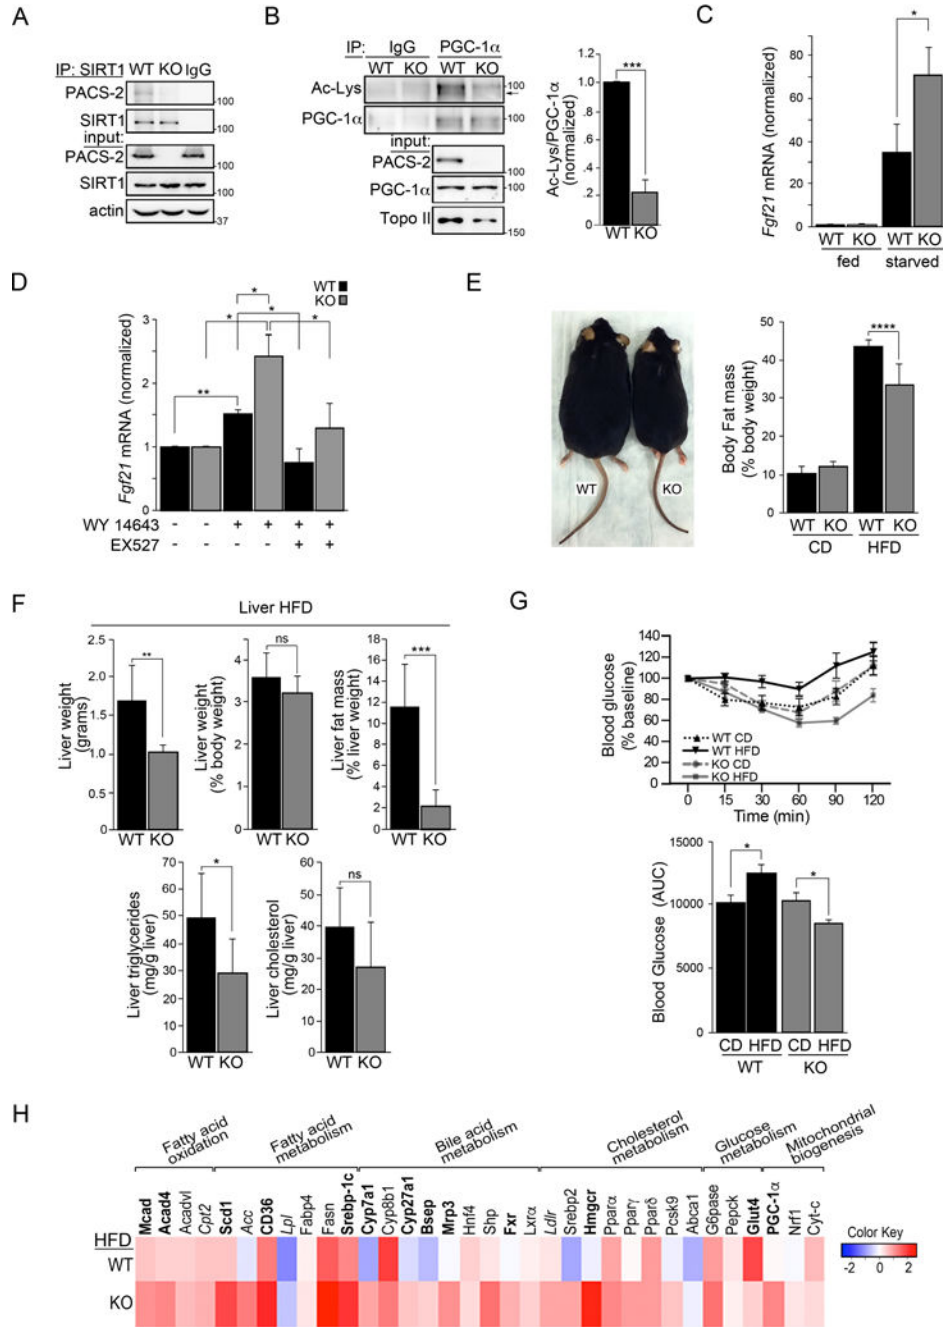 A
IP: SIRT1 WT KO IgG
PACS-2
100
SIRT1
100
input:
PACS-2
100
SIRT1
100
actin
37
B
IP: IgG PGC-1α
WT KO WT KO
Ac-Lys
100
PGC-1α
100
input:
PACS-2
PGC-1α
100
Topo II
150
Ac-Lys/PGC-1α
(normalized)
1.2
1.0
.8
.6
.4
.2
0
***
WT KO
C
Fgf21 mRNA (normalized)
80
60
40
20
0
*
WT KO WT KO
fed starved
D
WT
KO
Fgf21 mRNA (normalized)
3
2
1
0
**
*
*
*
*
WY 14643 - - + + + +
EX527 - - - - + +
E
WT
KO
Body Fat mass
(% body weight)
50
40
30
20
10
0
****
WT KO WT KO
CD HFD
F
Liver HFD
Liver weight
(grams)
2.5
2.0
1.5
1.0
0.5
0
**
WT KO
Liver weight
(% body weight)
4
3
2
1
0
ns
WT KO
Liver fat mass
(% liver weight)
18
16
14
12
10
8
6
4
2
0
***
WT KO
Liver triglycerides
(mg/g liver)
70
60
50
40
30
20
10
0
*
WT KO
Liver cholesterol
(mg/g liver)
60
50
40
30
20
10
0
ns
WT KO
G
Blood glucose
(% baseline)
140
120
100
80
60
40
20
0
WT CD
WT HFD
KO CD
KO HFD
0 15 30 60 90 120
Time (min)
Blood Glucose (AUC)
15000
10000
5000
0
*
*
CD HFD CD HFD
WT KO
H
Fatty acid
oxidation
Fatty acid
metabolism
Bile acid
metabolism
Cholesterol
metabolism
Glucose
metabolism
Mitochondrial
biogenesis
Mcad
Acad4
Acadvl
Cpt2
Scd1
Acc
CD36
Lpl
Fabp4
Fasn
Srebp-1c
Cyp7a1
Cyp8b1
Cyp27a1
Bsep
Mrp3
Hnf4
Shp
Fxr
Lxrα
Ldlr
Srebp2
Hmgcr
Pparα
Pparγ
Pparδ
Pcsk9
Abca1
G6pase
Pepck
Glut4
PGC-1α
Nrf1
Cyt-c
HFD
WT
KO
Color Key
-2 0 2